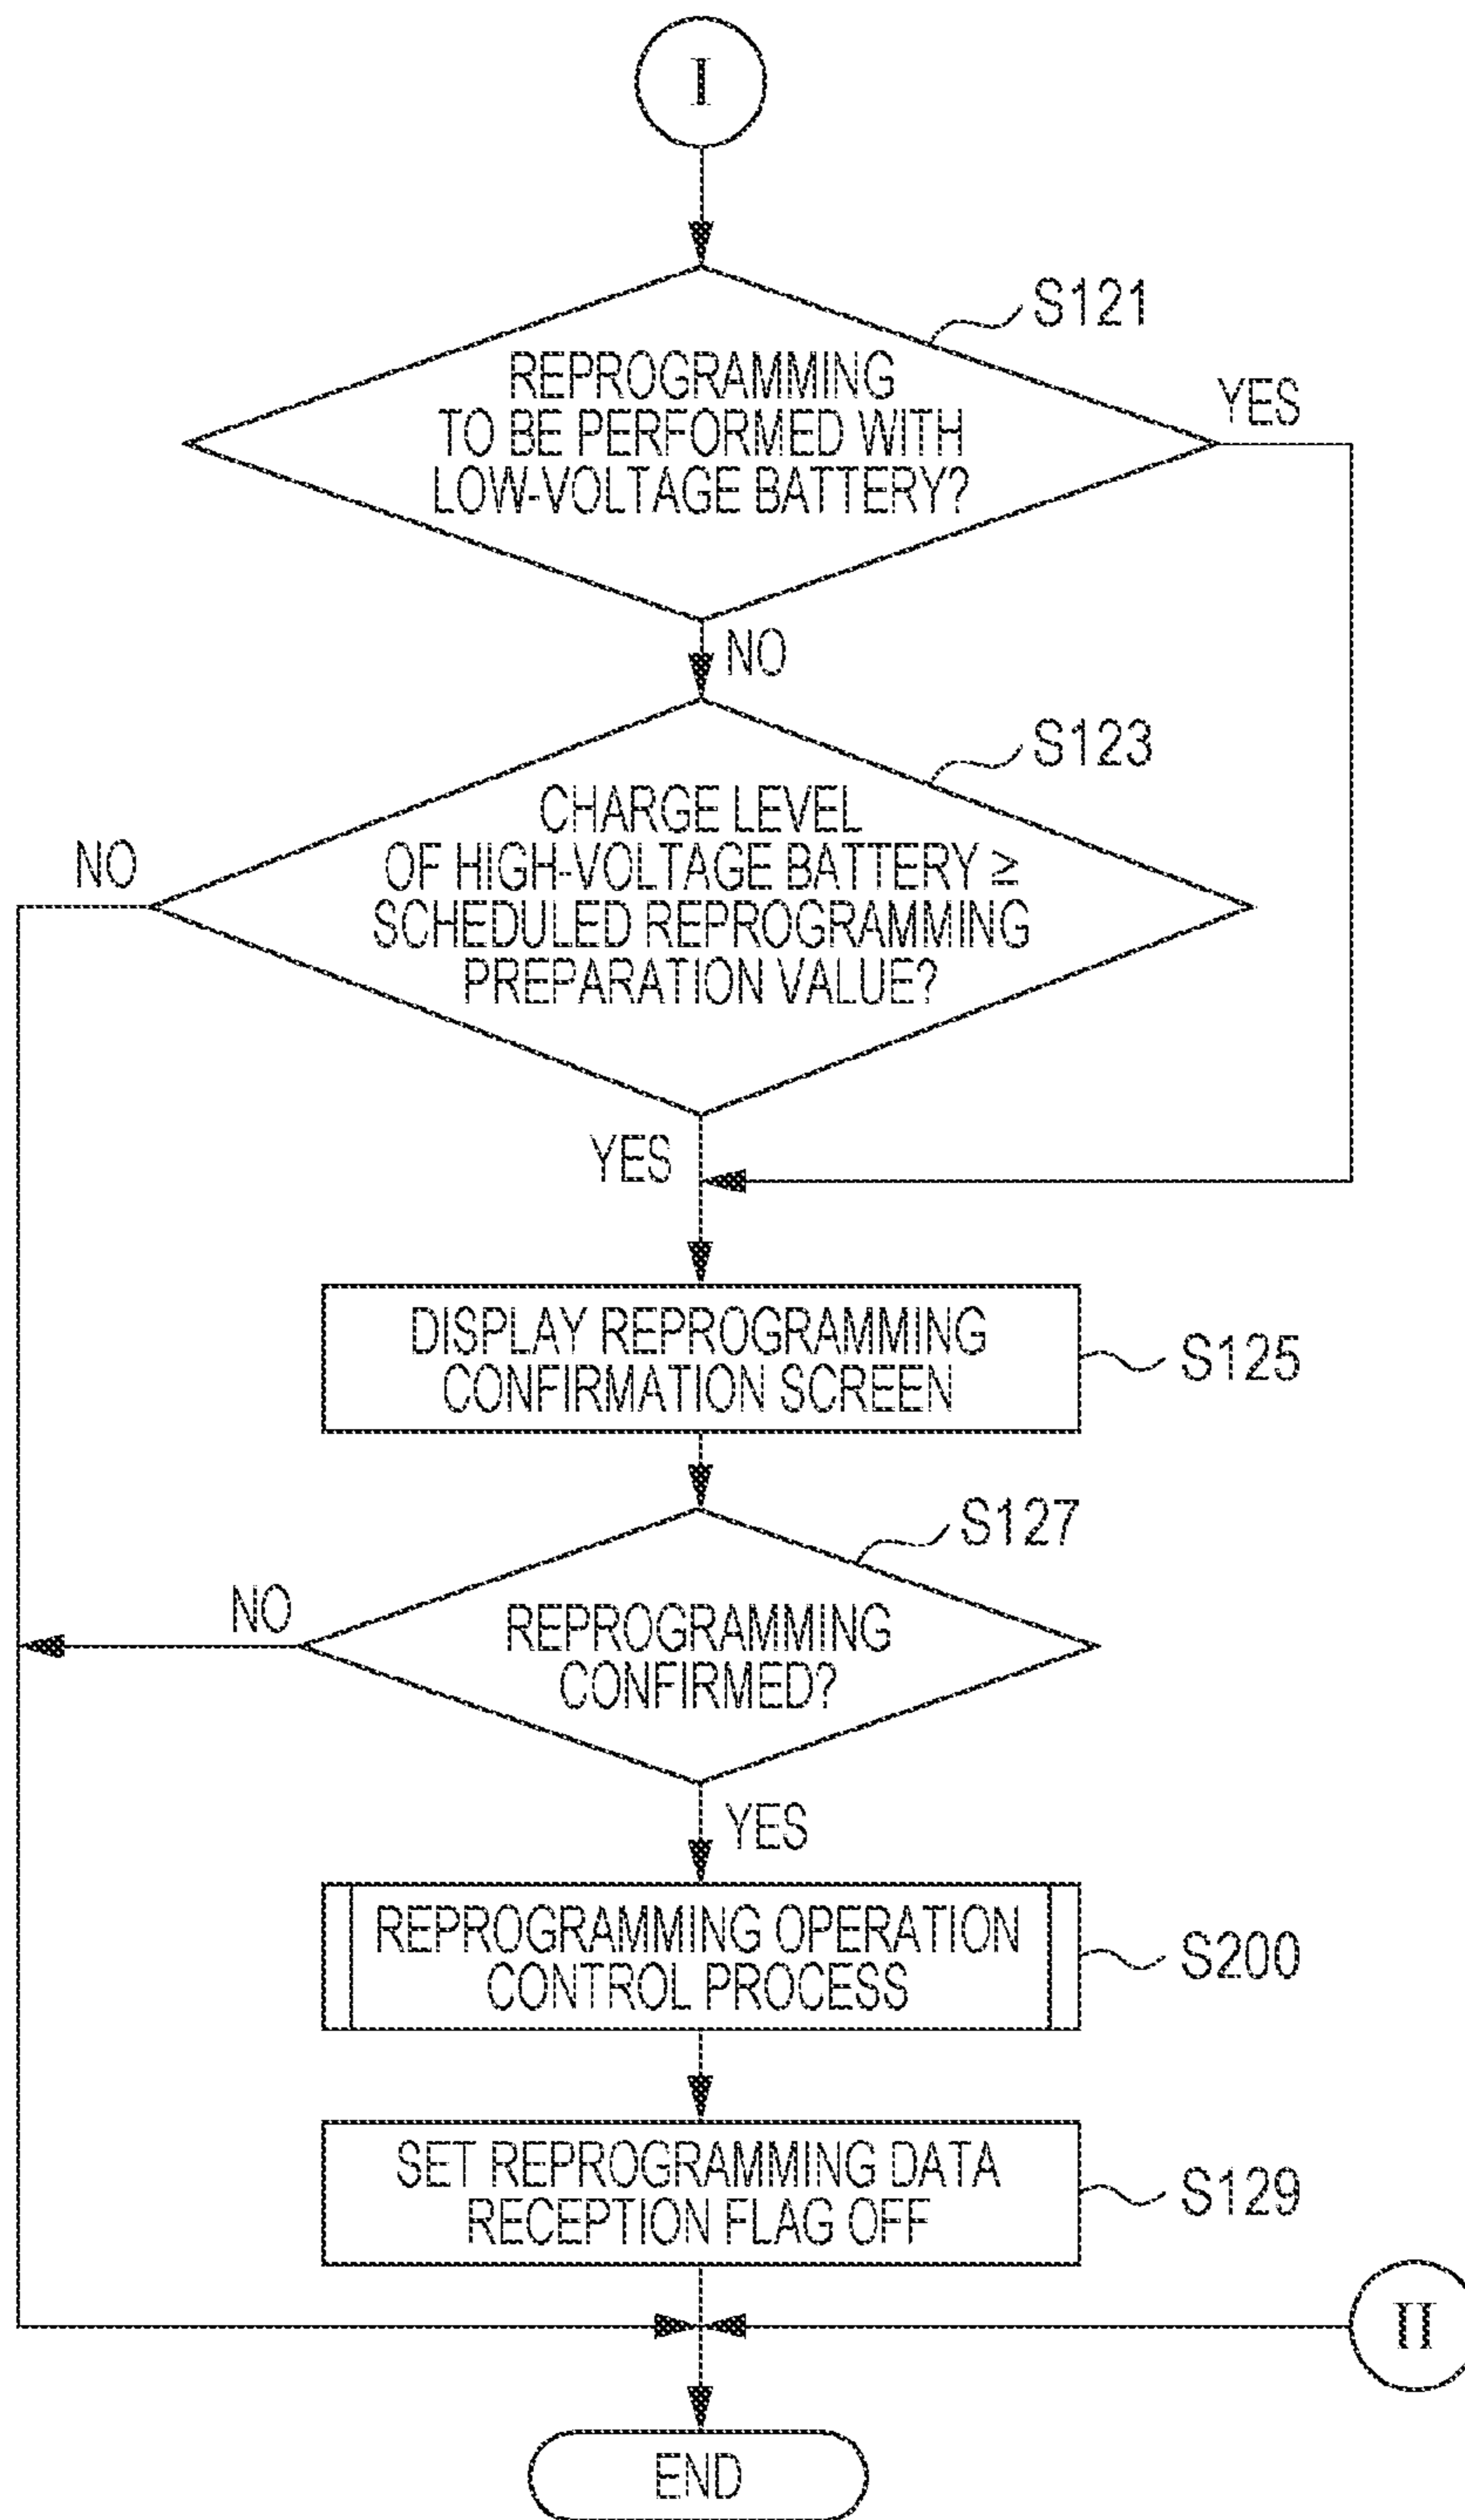 I
S121
REPROGRAMMING
TO BE PERFORMED WITH
LOW-VOLTAGE BATTERY?
YES
NO
S123
CHARGE LEVEL
OF HIGH-VOLTAGE BATTERY ≥
SCHEDULED REPROGRAMMING
PREPARATION VALUE?
NO
YES
DISPLAY REPROGRAMMING
CONFIRMATION SCREEN
S125
S127
NO
REPROGRAMMING
CONFIRMED?
YES
REPROGRAMMING OPERATION
CONTROL PROCESS
S200
SET REPROGRAMMING DATA
RECEPTION FLAG OFF
S129
II
END